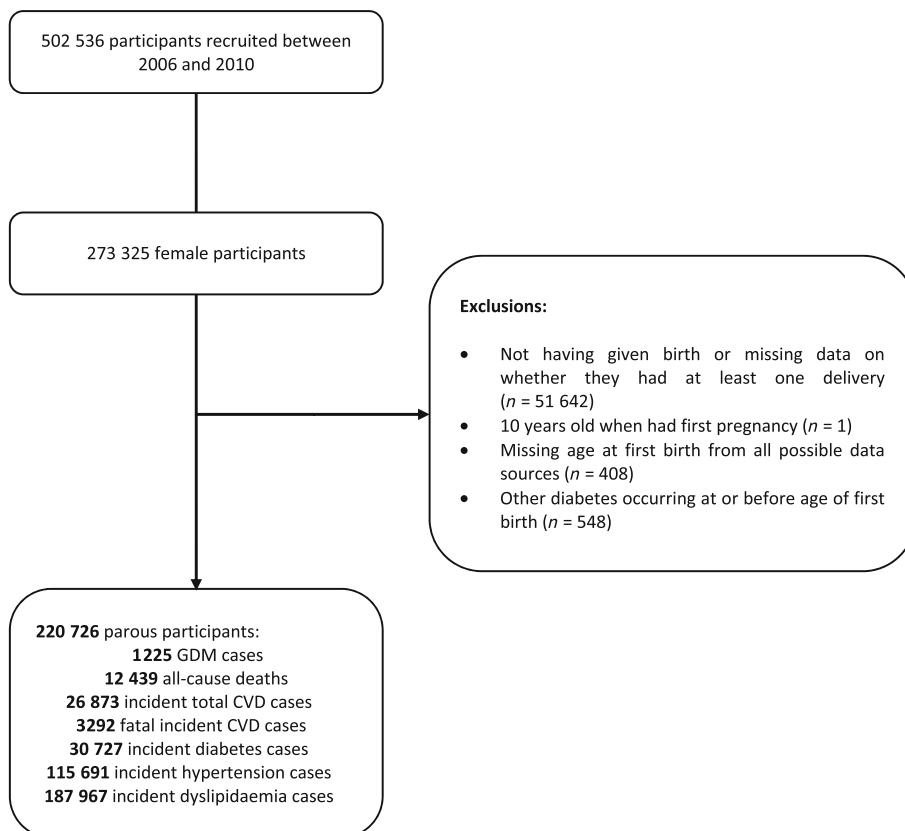 502 536 participants recruited between
2006 and 2010
273 325 female participants
Exclusions:
• Not having given birth or missing data on
whether they had at least one delivery
(n = 51 642)
• 10 years old when had first pregnancy (n = 1)
• Missing age at first birth from all possible data
sources (n = 408)
• Other diabetes occurring at or before age of first
birth (n = 548)
220 726 parous participants:
1225 GDM cases
12 439 all-cause deaths
26 873 incident total CVD cases
3292 fatal incident CVD cases
30 727 incident diabetes cases
115 691 incident hypertension cases
187 967 incident dyslipidaemia cases